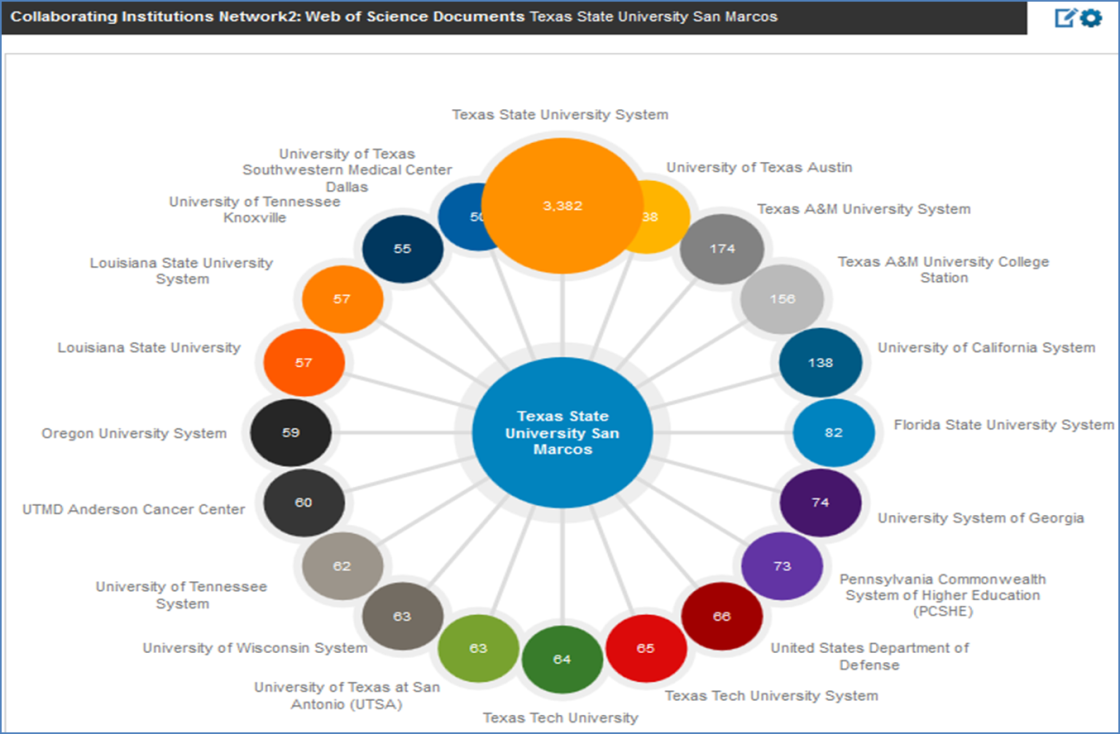 Collaborating Institutions Network2: Web of Science Documents Texas State University San Marcos
Texas State University System
3,382
University of Texas Austin
38
Texas A&M University System
174
Texas A&M University College
Station
156
University of California System
138
Florida State University System
82
University System of Georgia
74
Pennsylvania Commonwealth
System of Higher Education
(PCSHE)
73
United States Department of
Defense
66
Texas Tech University System
65
Texas Tech University
64
University of Texas at San
Antonio (UTSA)
63
University of Wisconsin System
63
University of Tennessee
System
62
UTMD Anderson Cancer Center
60
Oregon University System
59
Louisiana State University
57
Louisiana State University
System
57
University of Tennessee
Knoxville
55
University of Texas
Southwestern Medical Center
Dallas
Texas State
University San
Marcos